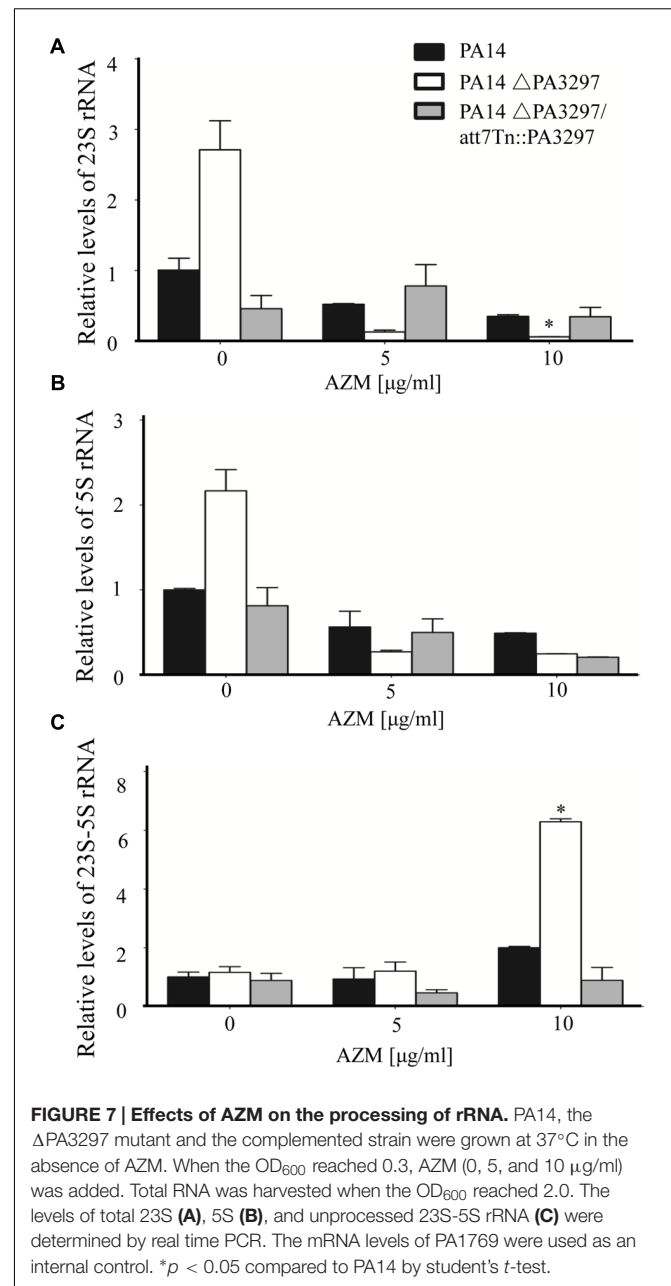 A
PA14
PA14 △PA3297
PA14 △PA3297/
att7Tn::PA3297
Relative levels of 23S rRNA
4
3
2
1
0
*
0 5 10
AZM [μg/ml]
B
Relative levels of 5S rRNA
3
2
1
0
0 5 10
AZM [μg/ml]
C
Relative levels of 23S-5S rRNA
8
6
4
2
0
*
0 5 10
AZM [μg/ml]
FIGURE 7 | Effects of AZM on the processing of rRNA. PA14, the
ΔPA3297 mutant and the complemented strain were grown at 37°C in the
absence of AZM. When the OD600 reached 0.3, AZM (0, 5, and 10 μg/ml)
was added. Total RNA was harvested when the OD600 reached 2.0. The
levels of total 23S (A), 5S (B), and unprocessed 23S-5S rRNA (C) were
determined by real time PCR. The mRNA levels of PA1769 were used as an
internal control. *p < 0.05 compared to PA14 by student's t-test.